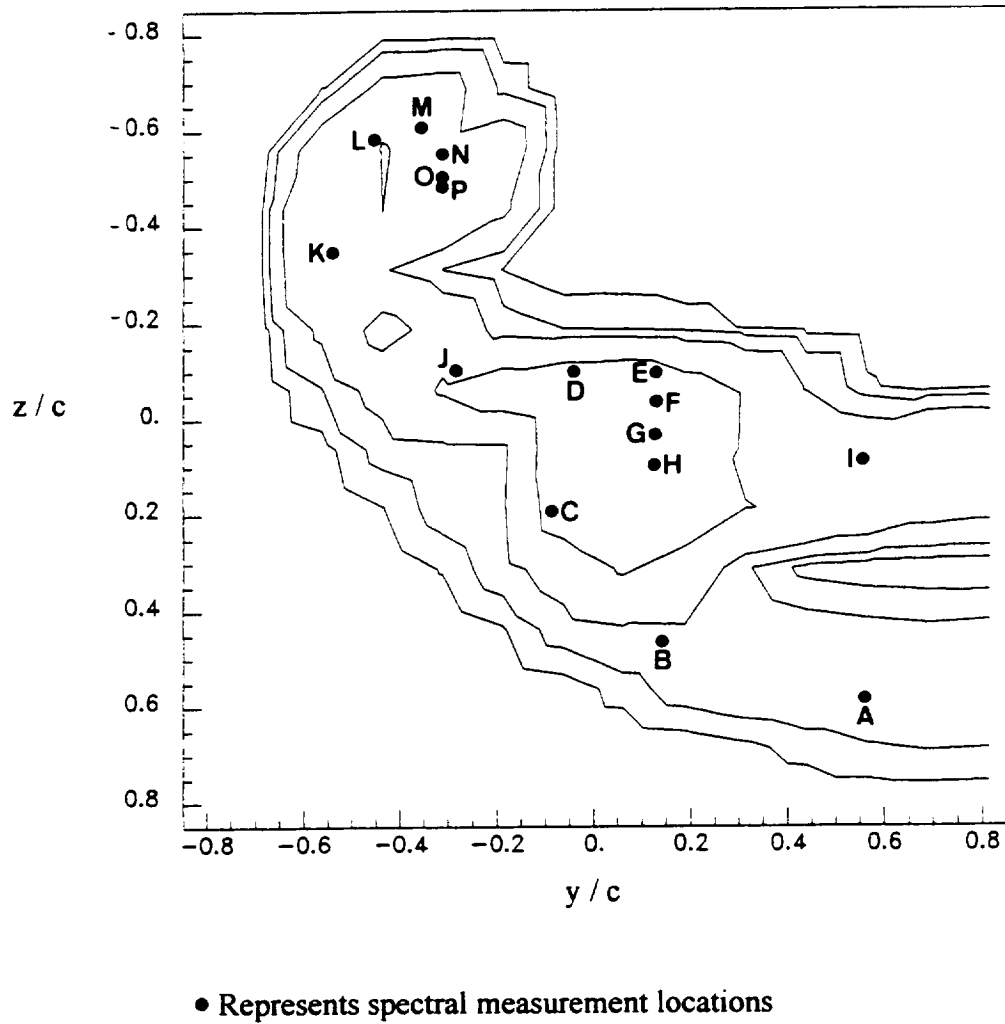 - 0.8
- 0.6
- 0.4
- 0.2
0.
0.2
0.4
0.6
0.8
z / c
M
L
N
O
P
K
J
D
E
F
G
H
I
C
B
A
-0.8 -0.6 -0.4 -0.2 0. 0.2 0.4 0.6 0.8
y / c
● Represents spectral measurement locations